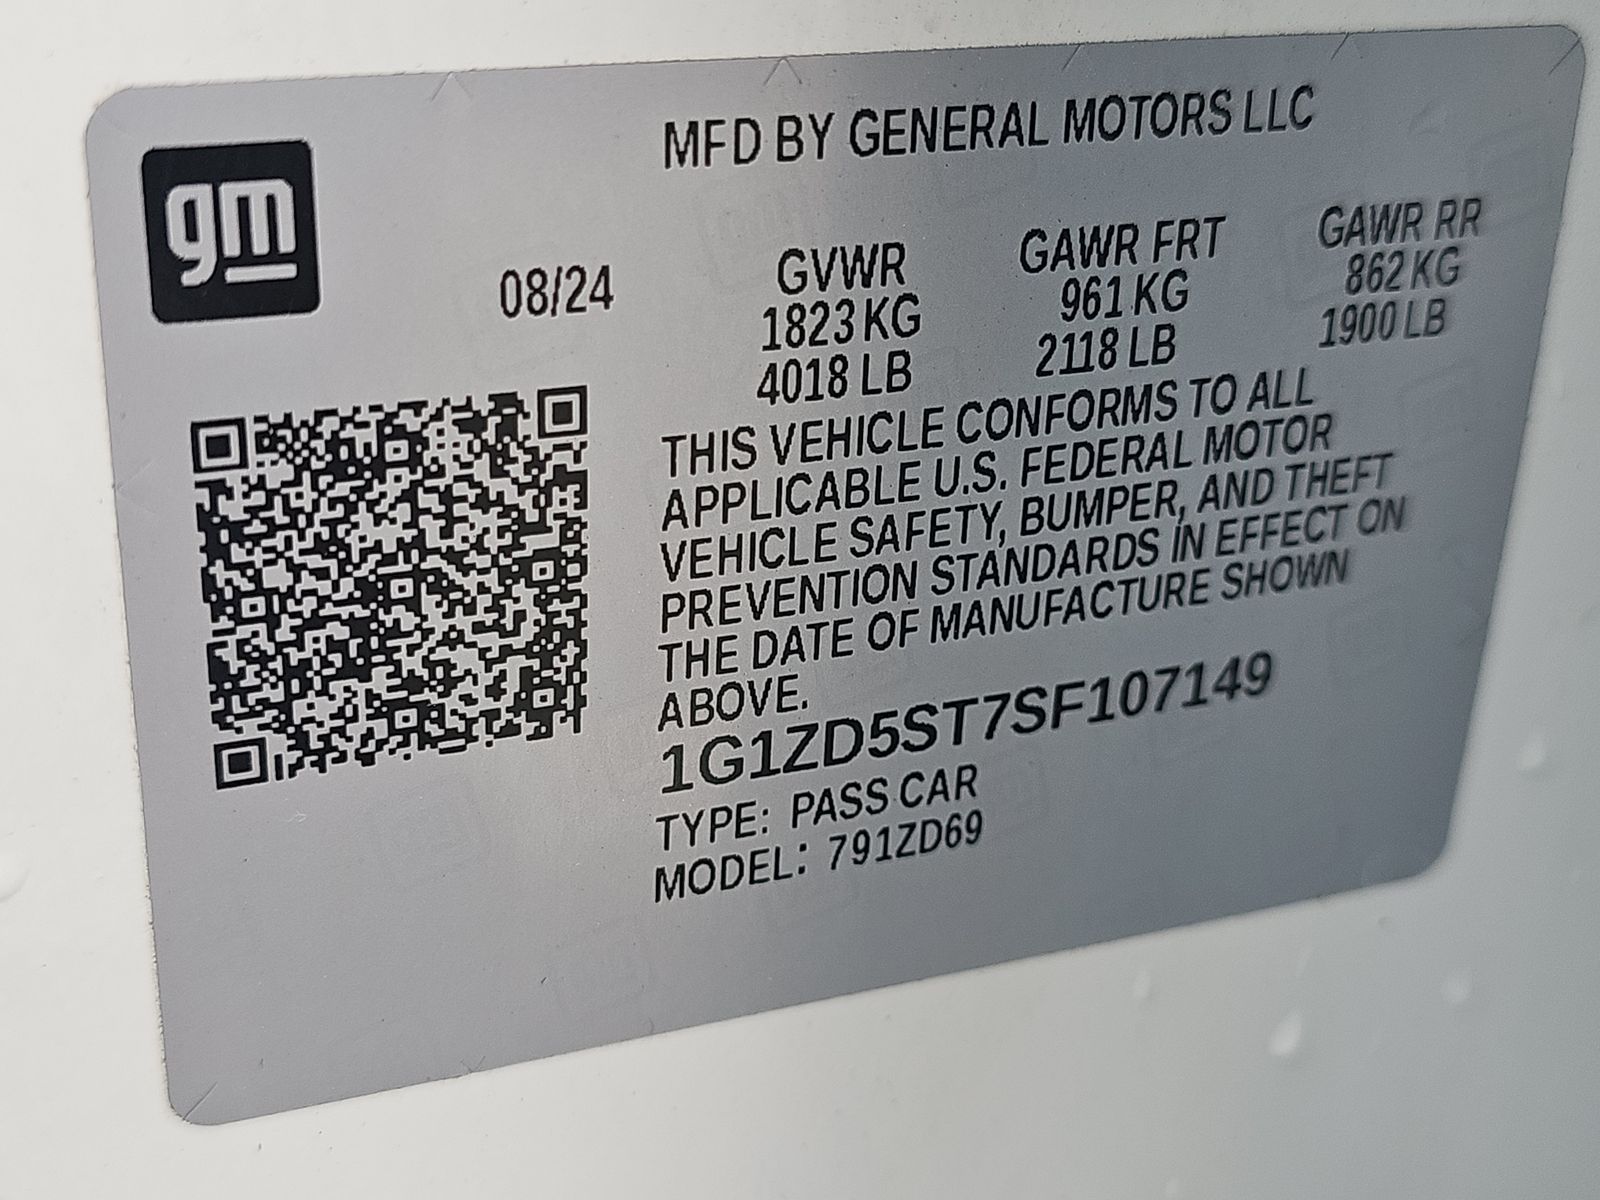 MFD BY GENERAL MOTORS LLC
gm
08/24
GVWR
1823 KG
4018 LB
GAWR FRT
961 KG
2118 LB
GAWR RR
862 KG
1900 LB
THIS VEHICLE CONFORMS TO ALL
APPLICABLE U.S. FEDERAL MOTOR
VEHICLE SAFETY, BUMPER, AND THEFT
PREVENTION STANDARDS IN EFFECT ON
THE DATE OF MANUFACTURE SHOWN
ABOVE.
1G1ZD5ST7SF107149
TYPE: PASS CAR
MODEL: 791ZD69